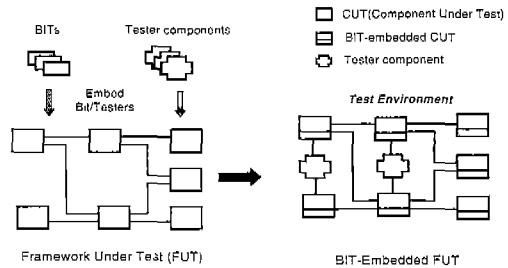 BITs
Tester components
Embed
Bit/Testers
Framework Under Test (FUT)
CUT(Component Under Test)
BIT-embedded CUT
Tester component
Test Environment
BIT-Embedded FUT